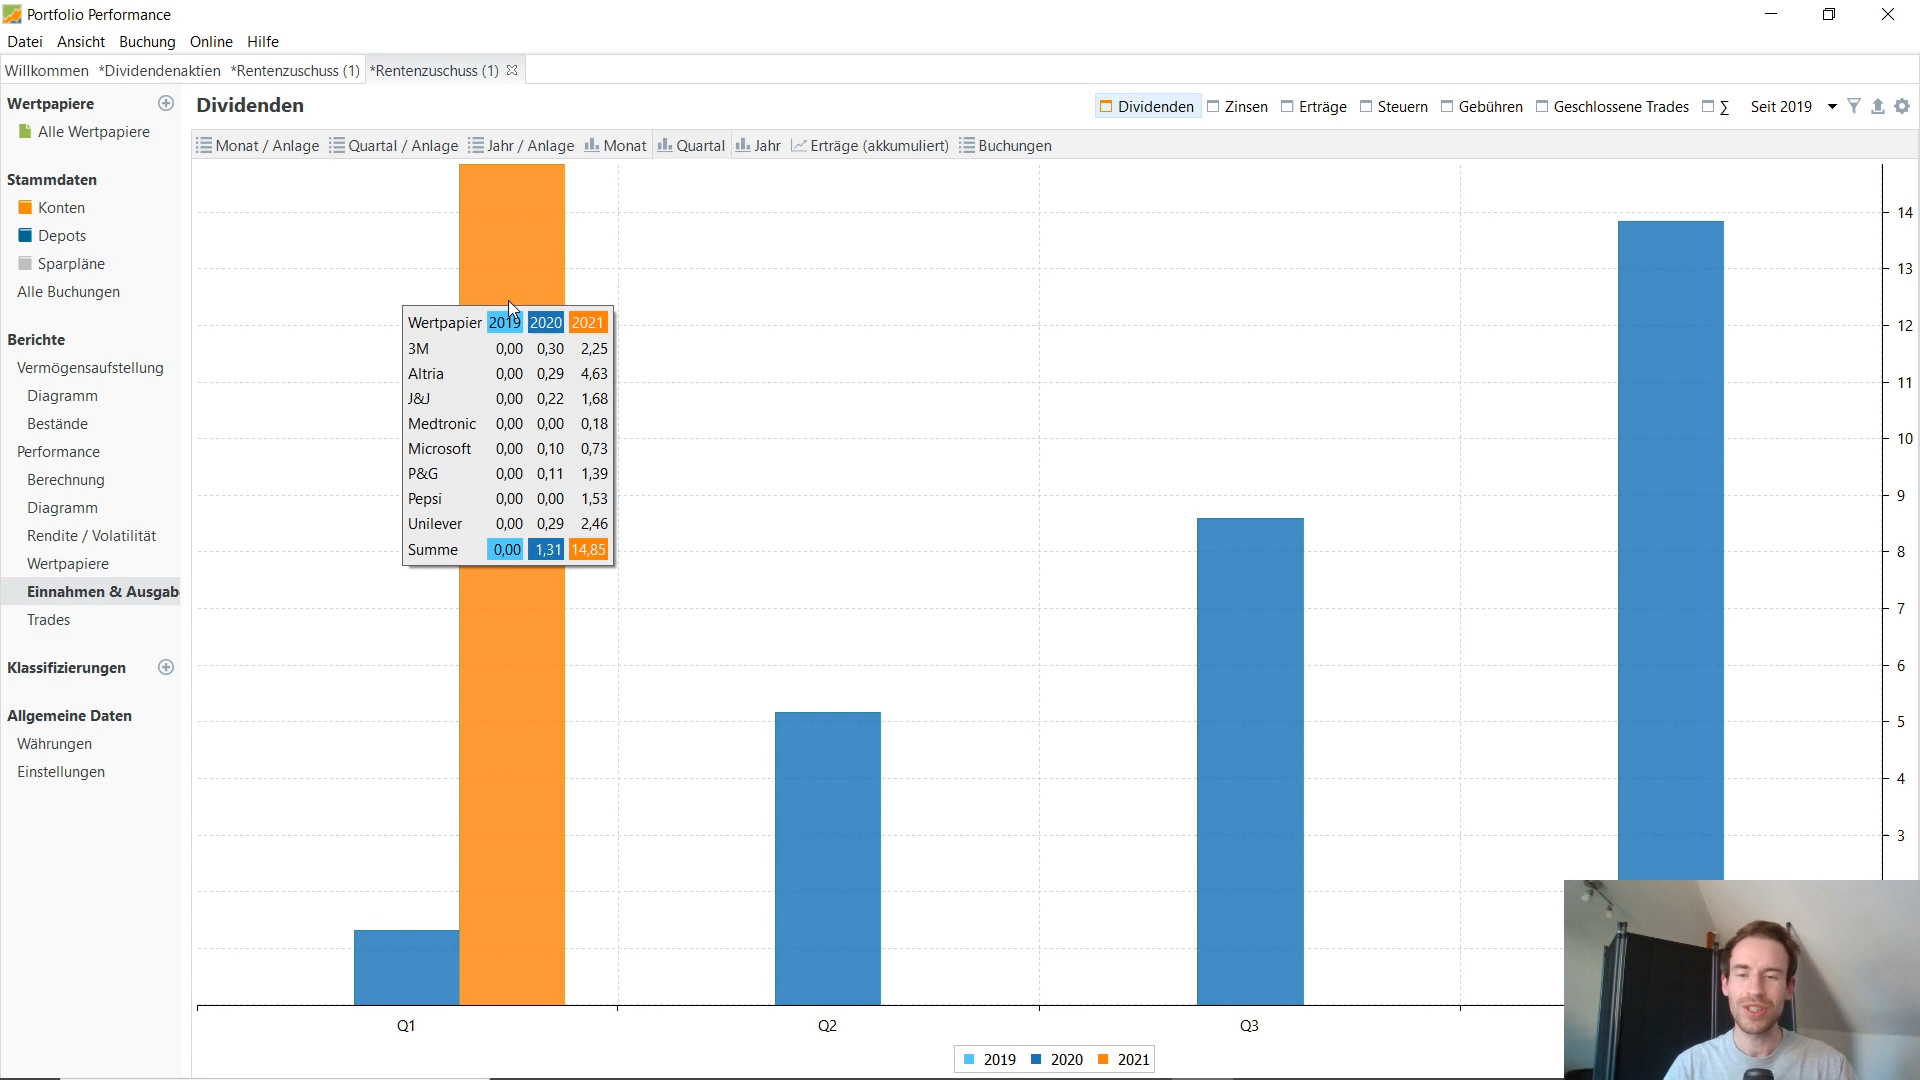 Portfolio Performance
Datei Ansicht Buchung Online Hilfe
Willkommen *Dividendenaktien *Rentenzuschuss (1) *Rentenzuschuss (1)
Wertpapiere
Alle Wertpapiere
Stammdaten
Konten
Depots
Sparpläne
Alle Buchungen
Berichte
Vermögensaufstellung
Diagramm
Bestände
Performance
Berechnung
Diagramm
Rendite / Volatilität
Wertpapiere
Einnahmen & Ausgab
Trades
Klassifizierungen
Allgemeine Daten
Währungen
Einstellungen
Dividenden
Dividenden Zinsen Erträge Steuern Gebühren Geschlossene Trades Σ Seit 2019
Monat / Anlage Quartal / Anlage Jahr / Anlage Monat Quartal Jahr Erträge (akkumuliert) Buchungen
Wertpapier 2019 2020 2021
3M 0,00 0,30 2,25
Altria 0,00 0,29 4,63
J&J 0,00 0,22 1,68
Medtronic 0,00 0,00 0,18
Microsoft 0,00 0,10 0,73
P&G 0,00 0,11 1,39
Pepsi 0,00 0,00 1,53
Unilever 0,00 0,29 2,46
Summe 0,00 1,31 14,85
14
13
12
11
10
9
8
7
6
5
4
3
Q1 Q2 Q3
2019 2020 2021